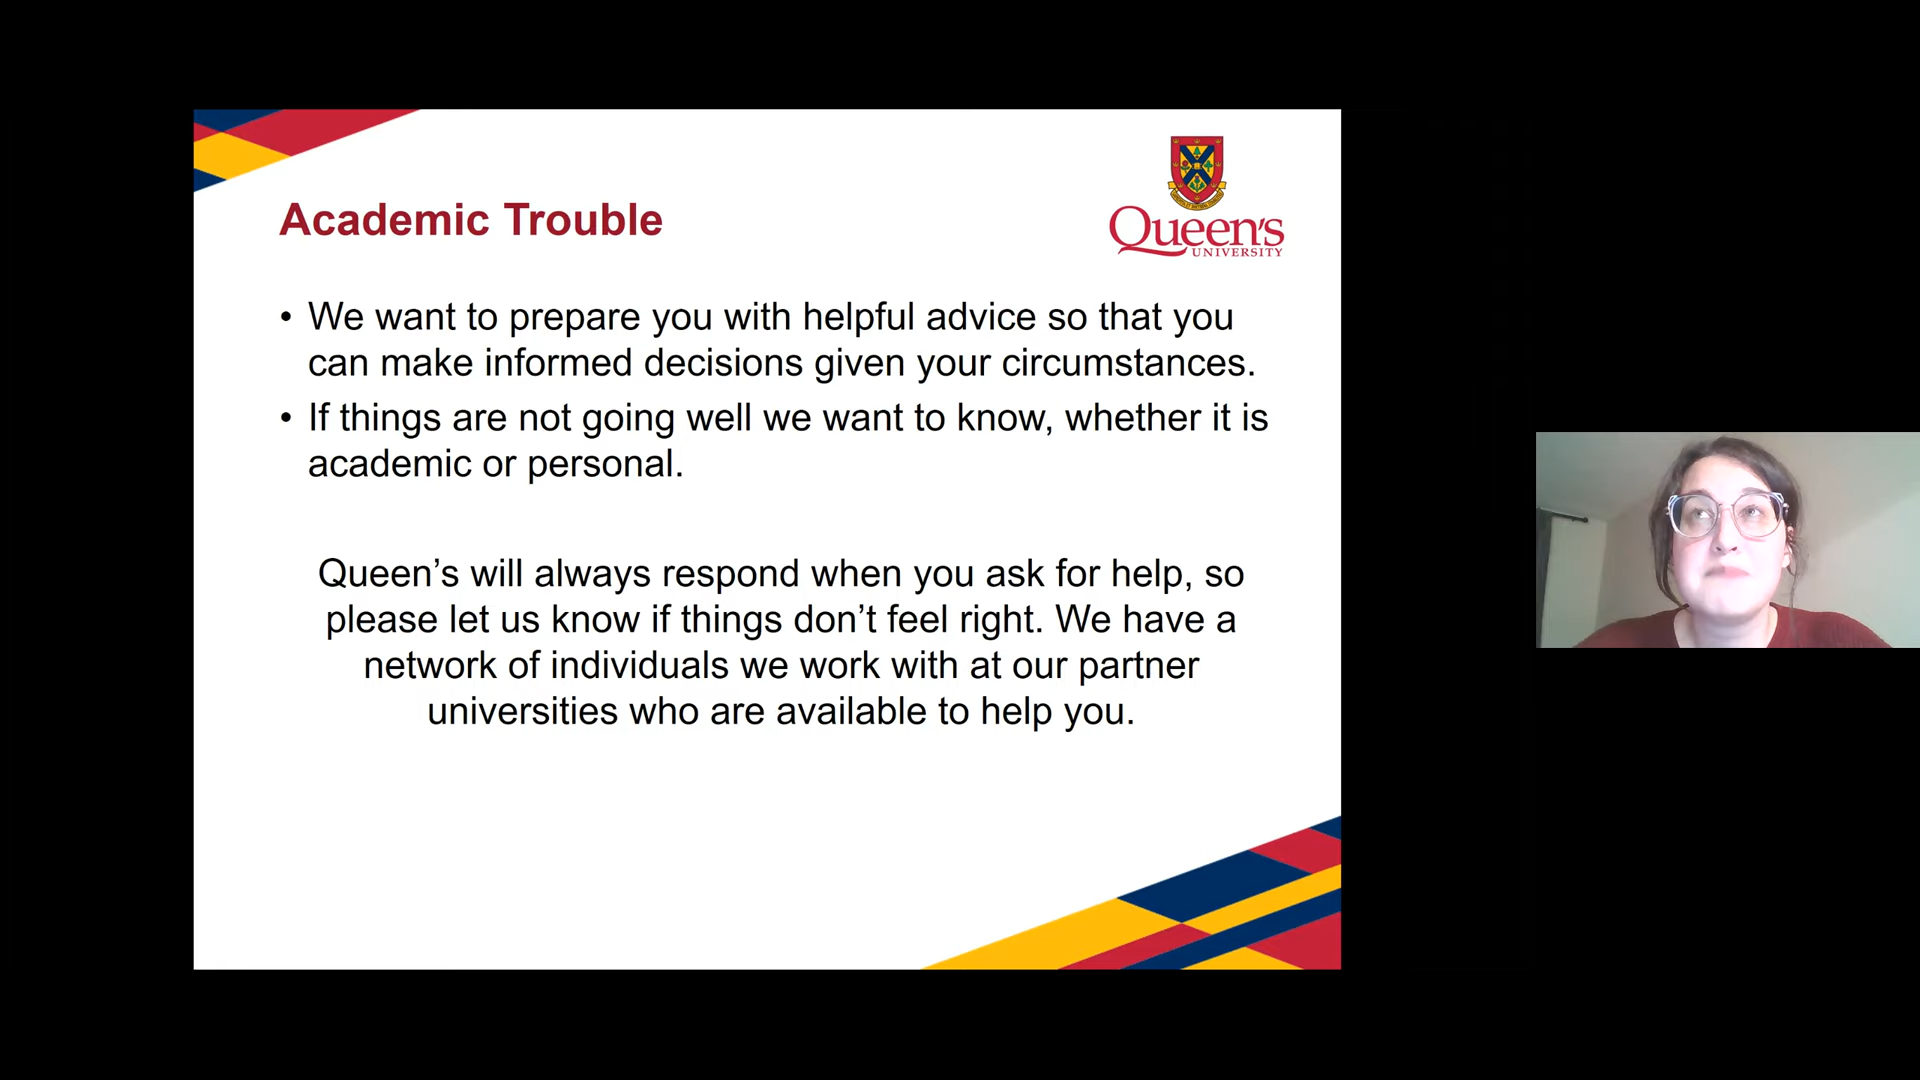 Academic Trouble
Queen's
UNIVERSITY
• We want to prepare you with helpful advice so that you
can make informed decisions given your circumstances.
• If things are not going well we want to know, whether it is
academic or personal.
Queen’s will always respond when you ask for help, so
please let us know if things don’t feel right. We have a
network of individuals we work with at our partner
universities who are available to help you.